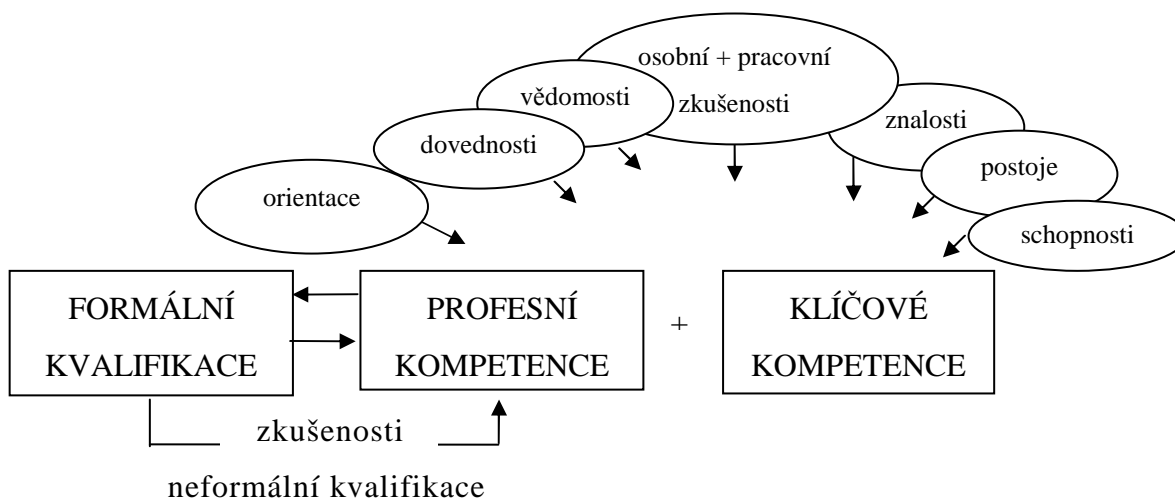 osobní + pracovní
zkušenosti
vědomosti
znalosti
dovednosti
postoje
orientace
schopnosti
FORMÁLNÍ
KVALIFIKACE
PROFESNÍ
KOMPETENCE
+
KLÍČOVÉ
KOMPETENCE
zkušenosti
neformální kvalifikace